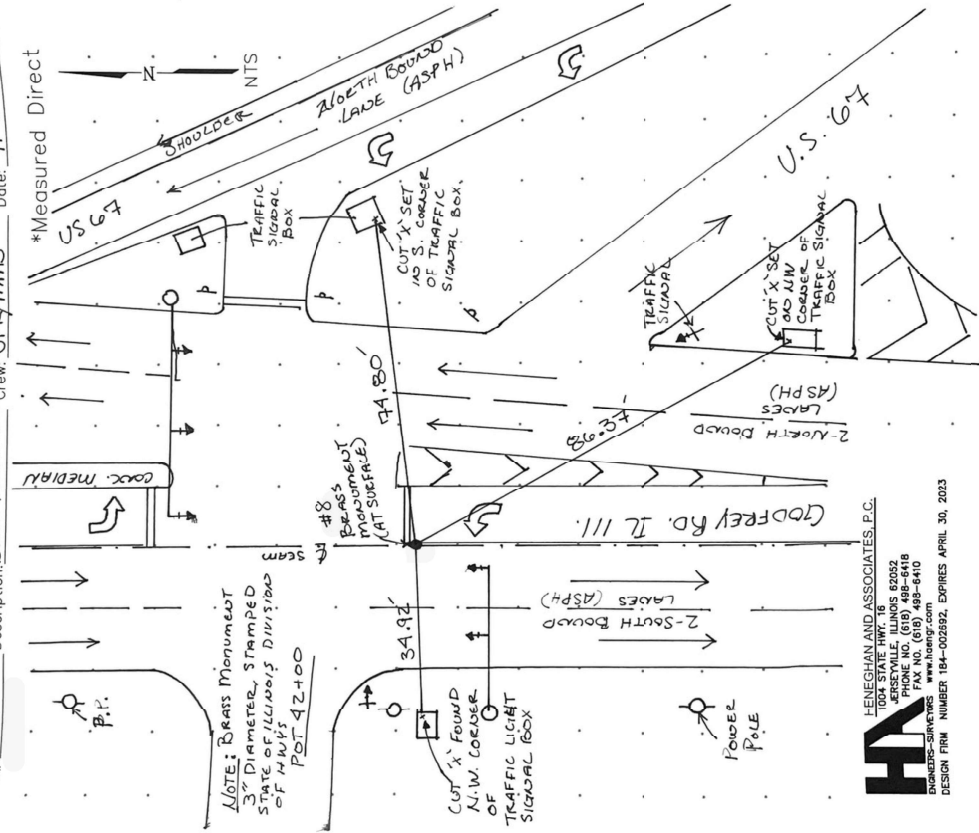 *Measured Direct
N
NTS
US 67
SHOULDER
NORTH BOUND
LANE (ASPH)
TRAFFIC
SIGNAL
BOX
CUT 'X' SET
IN S. CORNER
OF TRAFFIC
SIGNAL BOX.
U.S. 67
TRAFFIC
SIGNAL
CUT 'X' SET
ON NW
CORNER OF
TRAFFIC SIGNAL
BOX
74.80'
86.37'
2-NORTH BOUND
LANES
(ASPH)
CONC. MEDIAN
#8
BRASS
MONUMENT
(AT SURFACE)
SEAM
GODFREY RD. IL 111.
2-SOUTH BOUND
LANES (ASPH)
34.92'
B.P.
NOTE: BRASS MONUMENT
3" DIAMETER, STAMPED
STATE OF ILLINOIS DIVISION
OF HWYS
POT 42+00
CUT 'X' FOUND
N.W. CORNER
OF
TRAFFIC LIGHT
SIGNAL BOX
POWER
POLE
HA
HENEGHAN AND ASSOCIATES, P.C.
1004 STATE HWY. 16
JERSEYVILLE, ILLINOIS 62052
PHONE NO. (618) 498-6418
FAX NO. (618) 498-6410
ENGINEERS-SURVEYORS www.haengr.com
DESIGN FIRM NUMBER 184-002692, EXPIRES APRIL 30, 2023